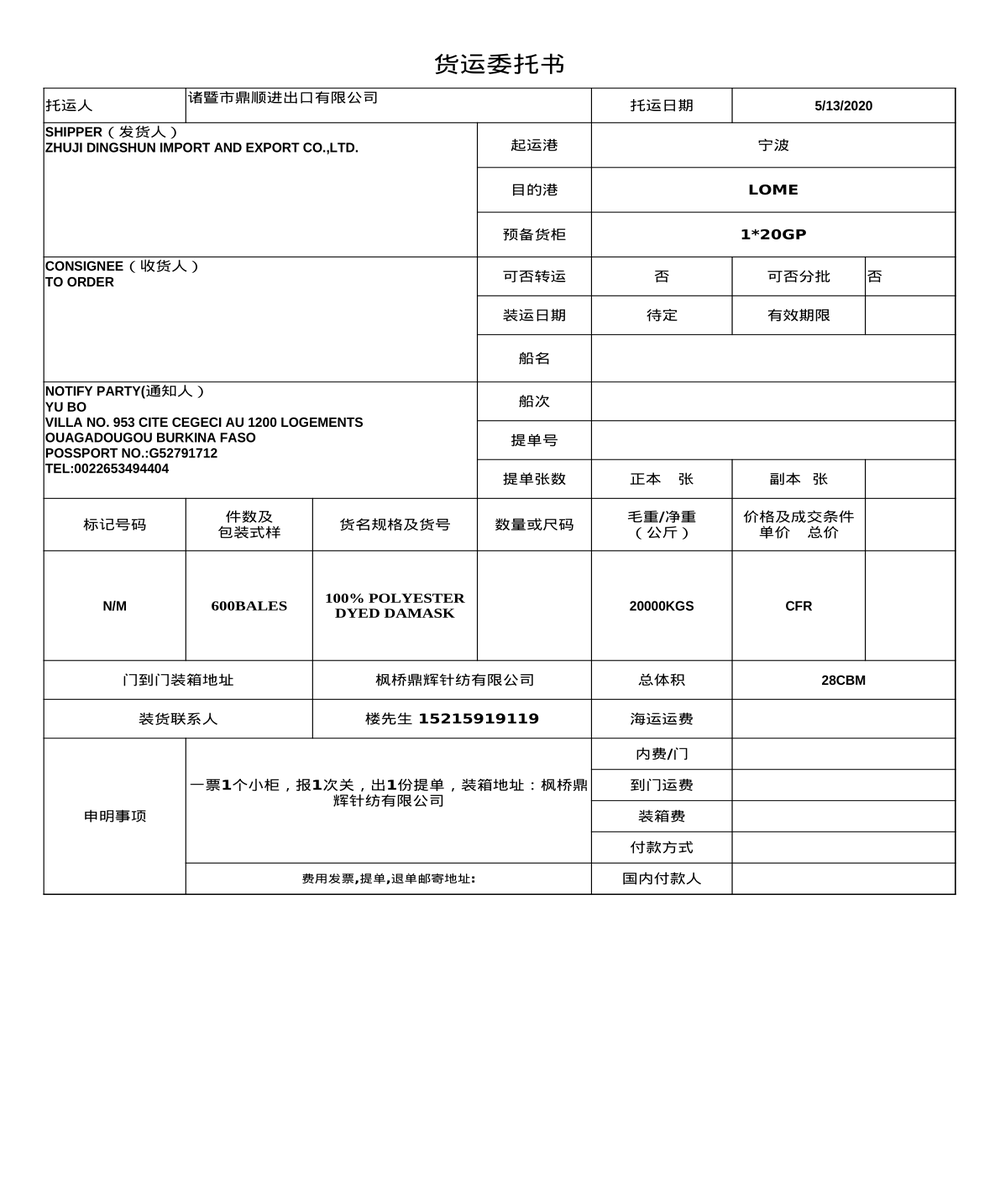 货运委托书
托运人 诸暨市鼎顺进出口有限公司 托运日期 5/13/2020
SHIPPER（发货人）
ZHUJI DINGSHUN IMPORT AND EXPORT CO.,LTD.
起运港 宁波
目的港 LOME
预备货柜 1*20GP
CONSIGNEE（收货人）
TO ORDER
可否转运 否 可否分批 否
装运日期 待定 有效期限
船名
NOTIFY PARTY(通知人）
YU BO
VILLA NO. 953 CITE CEGECI AU 1200 LOGEMENTS
OUAGADOUGOU BURKINA FASO
POSSPORT NO.:G52791712
TEL:0022653494404
船次
提单号
提单张数 正本 张 副本 张
标记号码 件数及 货名规格及货号 数量或尺码 毛重/净重 价格及成交条件
包装式样 （公斤） 单价 总价
N/M 600BALES 100% POLYESTER 20000KGS CFR
DYED DAMASK
门到门装箱地址 枫桥鼎辉针纺有限公司 总体积 28CBM
装货联系人 楼先生 15215919119 海运运费
申明事项
一票1个小柜，报1次关，出1份提单，装箱地址：枫桥鼎
辉针纺有限公司
内费/门
到门运费
装箱费
付款方式
费用发票,提单,退单邮寄地址: 国内付款人